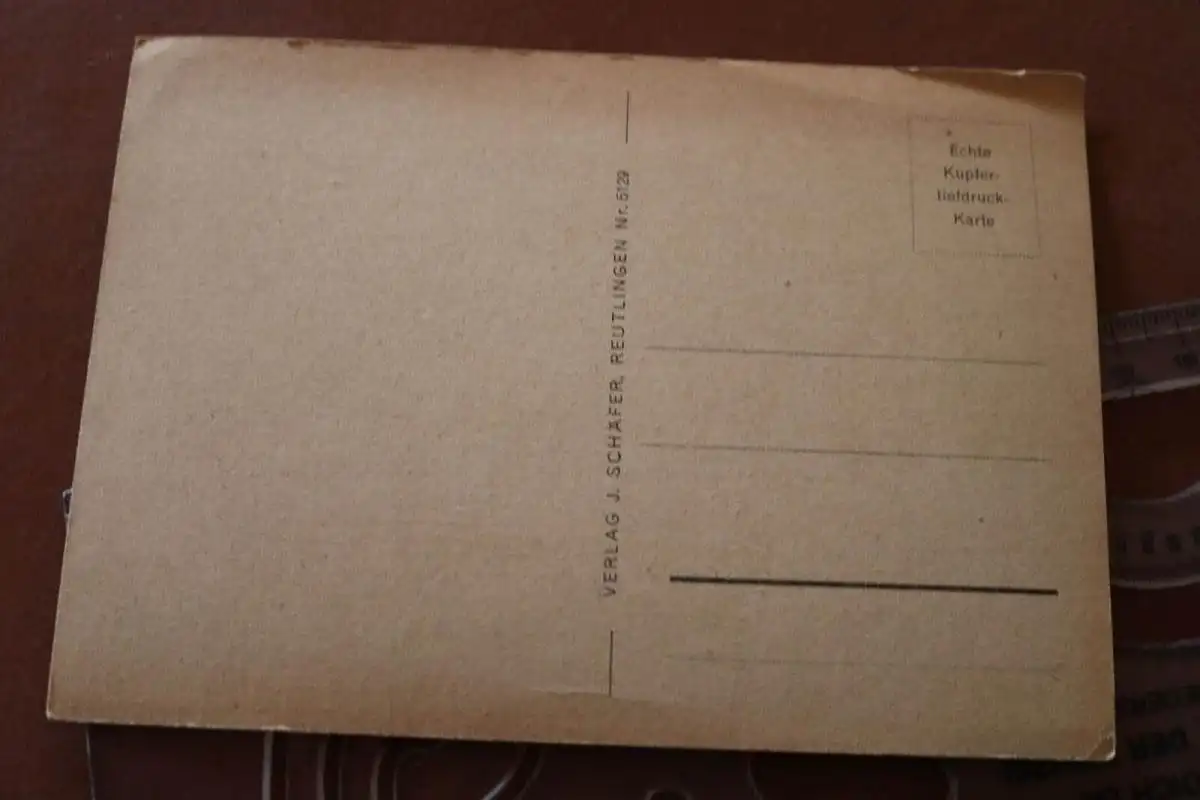 Echte
Kupfer-
tiefdruck-
Karte
VERLAG J. SCHÄFER, REUTLINGEN Nr. 6129